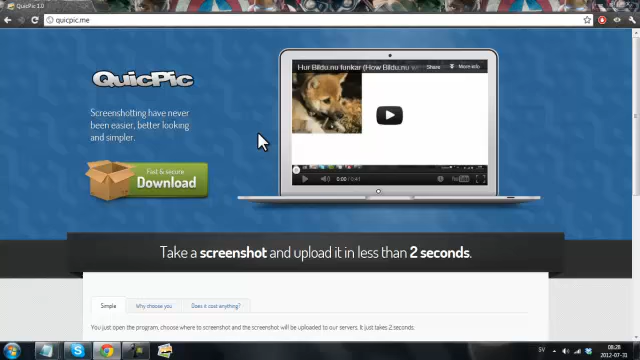 QuicPic 1.0
quicpic.me
QuicPic
Screenshotting have never
been easier, better looking
and simpler.
Fast & secure
Download
Hur Bildu.nu funkar (How Bildu.nu
Share
More info
0:00 / 0:41
Take a screenshot and upload it in less than 2 seconds.
Simple
Why choose you
Does it cost anything?
You just open the program, choose where to screenshot and the screenshot will be uploaded to our servers. It just takes 2 seconds.
SV
08:28
2012-07-31